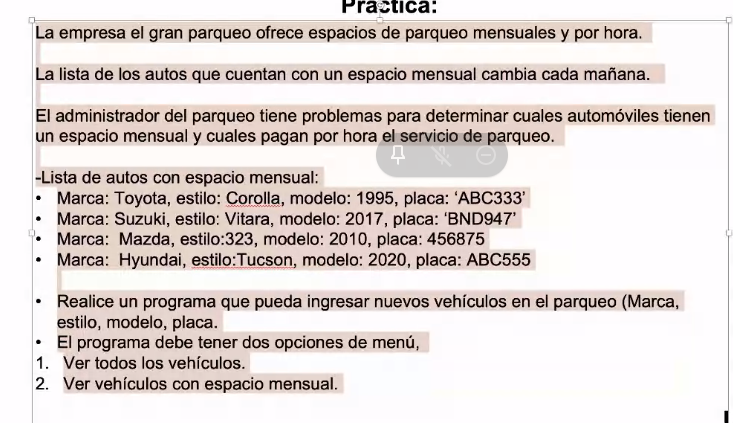 Práctica:
La empresa el gran parqueo ofrece espacios de parqueo mensuales y por hora.
La lista de los autos que cuentan con un espacio mensual cambia cada mañana.
El administrador del parqueo tiene problemas para determinar cuales automóviles tienen
un espacio mensual y cuales pagan por hora el servicio de parqueo.
-Lista de autos con espacio mensual:
• Marca: Toyota, estilo: Corolla, modelo: 1995, placa: ‘ABC333’
• Marca: Suzuki, estilo: Vitara, modelo: 2017, placa: ‘BND947’
• Marca: Mazda, estilo:323, modelo: 2010, placa: 456875
• Marca: Hyundai, estilo:Tucson, modelo: 2020, placa: ABC555
• Realice un programa que pueda ingresar nuevos vehículos en el parqueo (Marca,
estilo, modelo, placa.
• El programa debe tener dos opciones de menú,
1. Ver todos los vehículos.
2. Ver vehículos con espacio mensual.